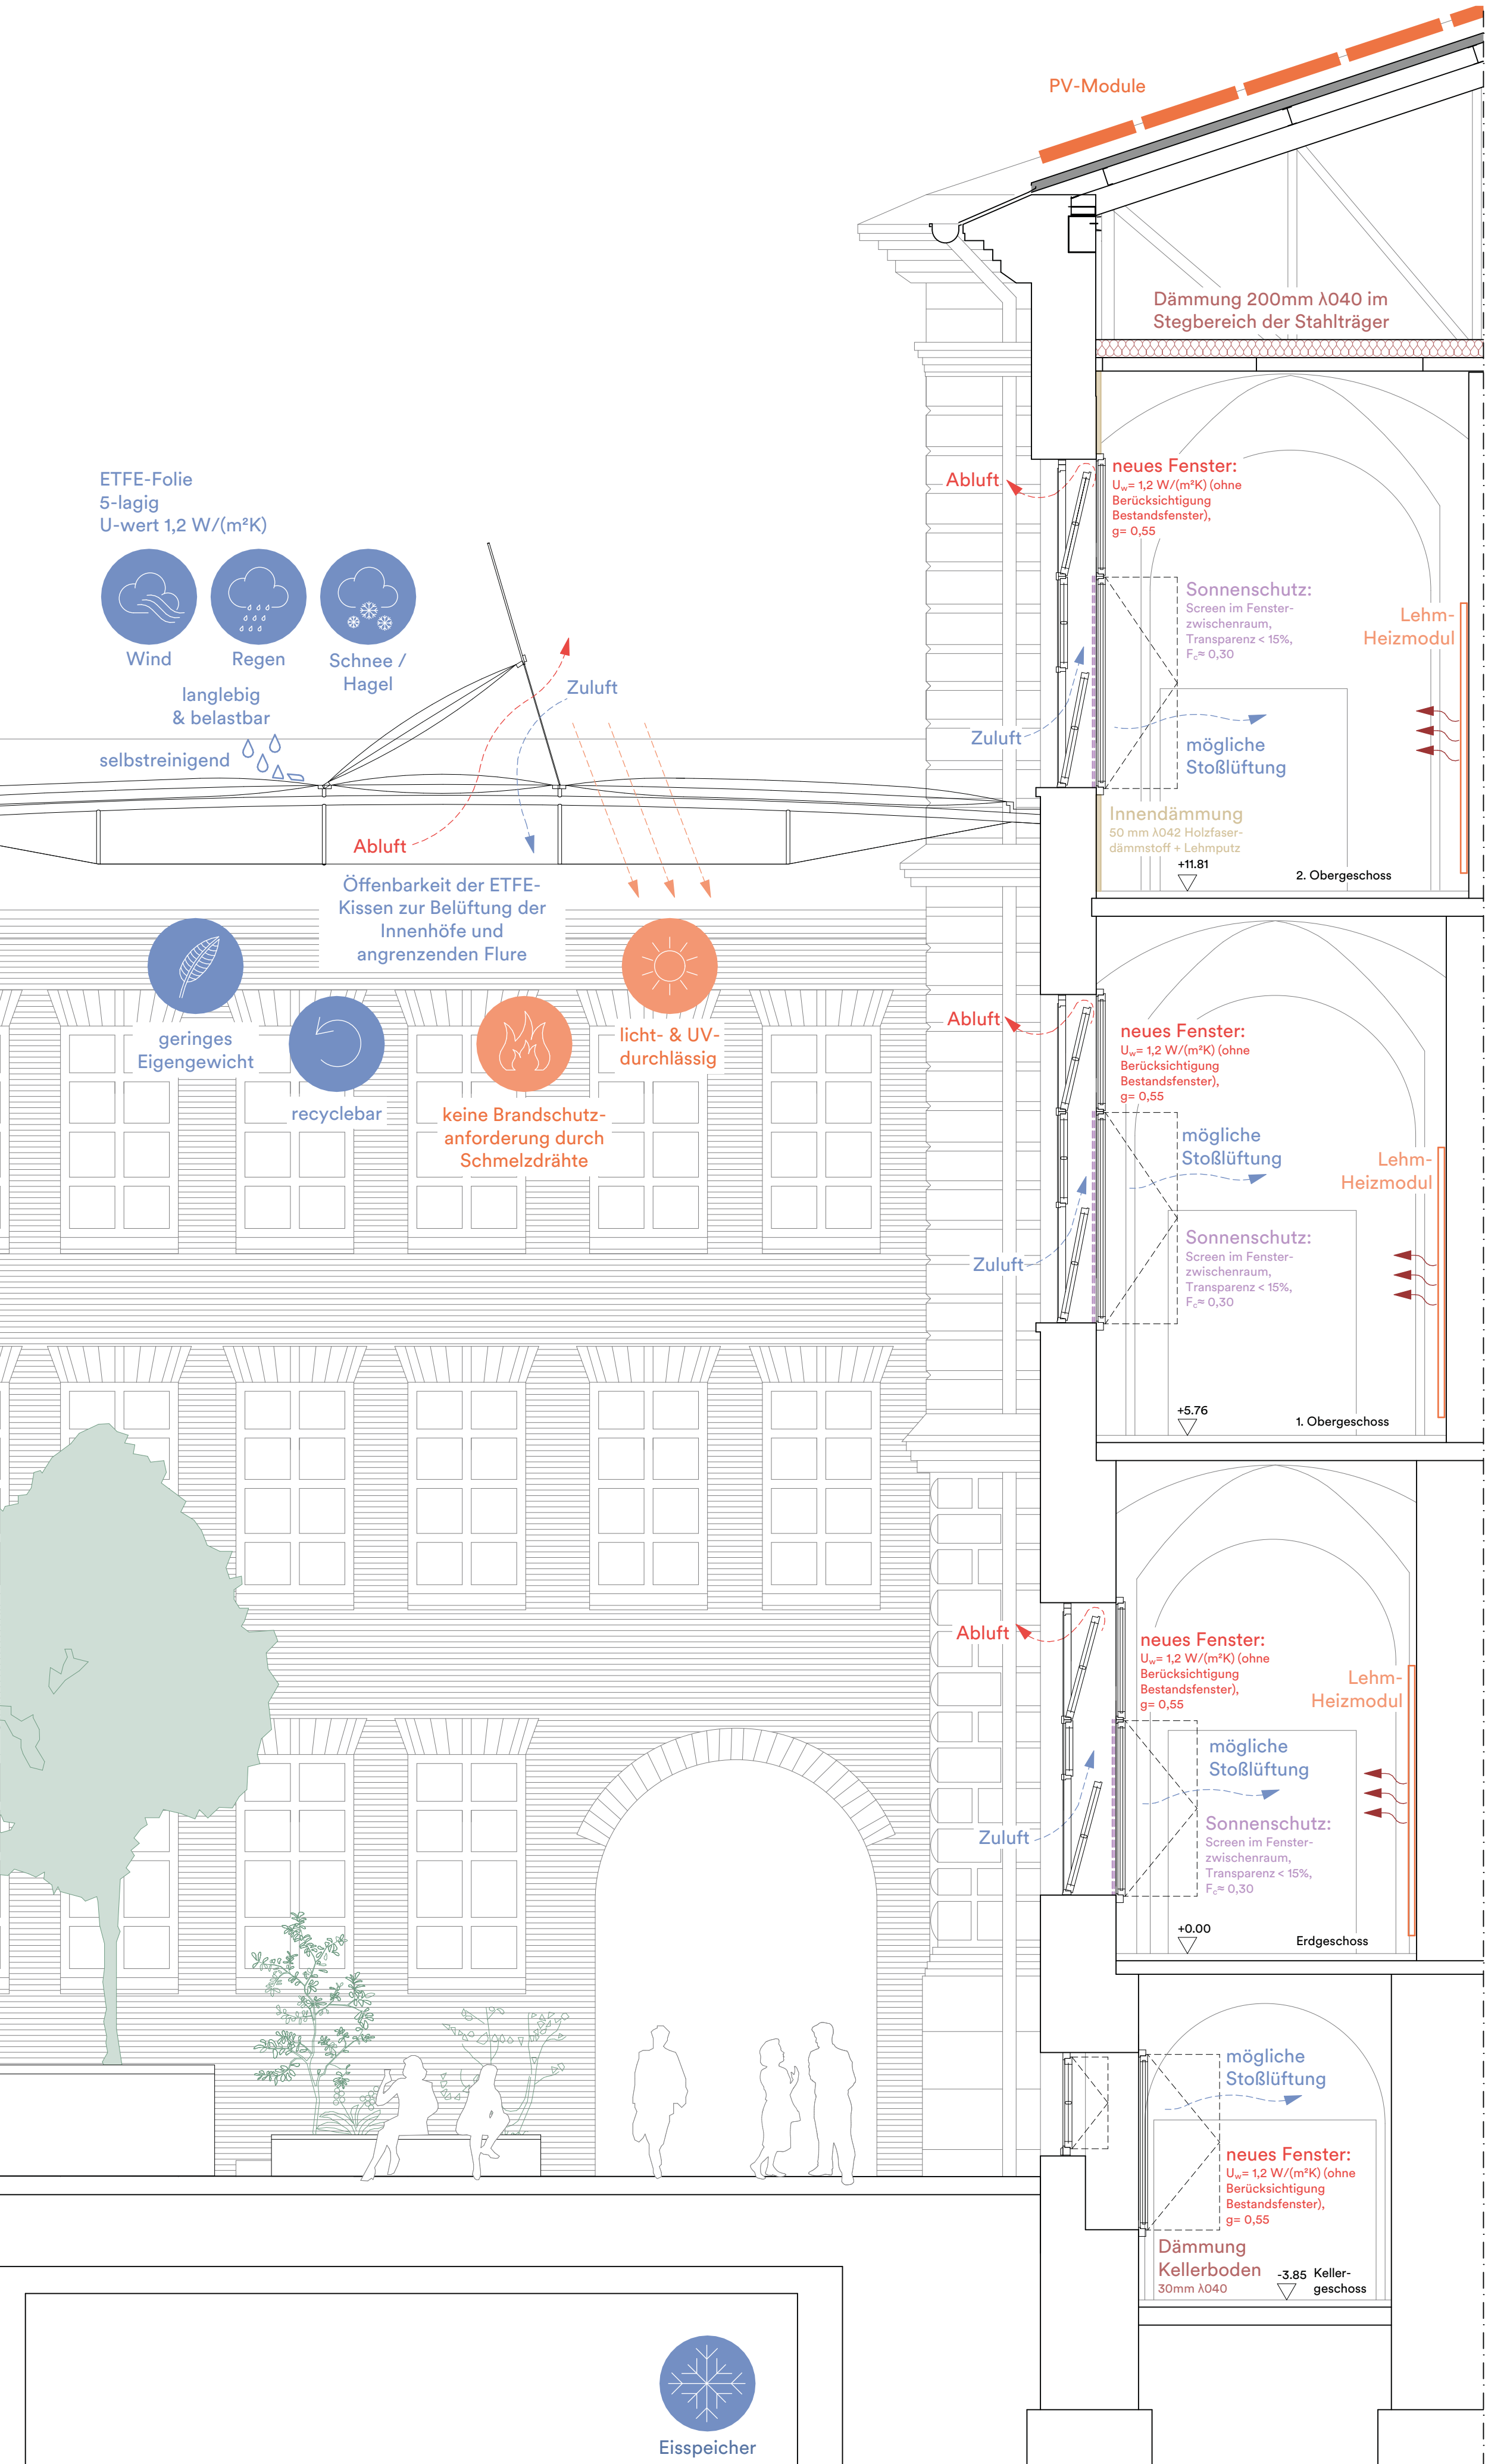 PV-Module
Dämmung 200mm λ040 im
Stegbereich der Stahlträger
ETFE-Folie
5-lagig
U-wert 1,2 W/(m²K)
Wind
Regen
Schnee /
Hagel
langlebig
& belastbar
selbstreinigend
Zuluft
Abluft
Öffenbarkeit der ETFE-
Kissen zur Belüftung der
Innenhöfe und
angrenzenden Flure
geringes
Eigengewicht
recyclebar
keine Brandschutz-
anforderung durch
Schmelzdrähte
licht- & UV-
durchlässig
Abluft
neues Fenster:
Uw= 1,2 W/(m²K) (ohne
Berücksichtigung
Bestandsfenster),
g= 0,55
Sonnenschutz:
Screen im Fenster-
zwischenraum,
Transparenz < 15%,
Fc≈ 0,30
Lehm-
Heizmodul
Zuluft
mögliche
Stoßlüftung
Innendämmung
50 mm λ042 Holzfaser-
dämmstoff + Lehmputz
+11.81
2. Obergeschoss
Abluft
neues Fenster:
Uw= 1,2 W/(m²K) (ohne
Berücksichtigung
Bestandsfenster),
g= 0,55
mögliche
Stoßlüftung
Lehm-
Heizmodul
Zuluft
Sonnenschutz:
Screen im Fenster-
zwischenraum,
Transparenz < 15%,
Fc≈ 0,30
+5.76
1. Obergeschoss
Abluft
neues Fenster:
Uw= 1,2 W/(m²K) (ohne
Berücksichtigung
Bestandsfenster),
g= 0,55
Lehm-
Heizmodul
mögliche
Stoßlüftung
Zuluft
Sonnenschutz:
Screen im Fenster-
zwischenraum,
Transparenz < 15%,
Fc≈ 0,30
+0.00
Erdgeschoss
mögliche
Stoßlüftung
neues Fenster:
Uw= 1,2 W/(m²K) (ohne
Berücksichtigung
Bestandsfenster),
g= 0,55
Dämmung
Kellerboden
30mm λ040
-3.85
Keller-
geschoss
Eisspeicher